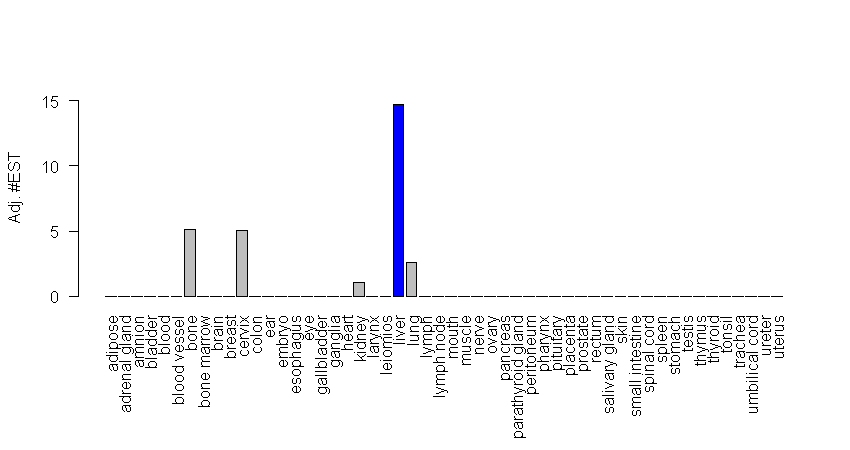 Adj. #EST
15
10
5
0
adipose
adrenal gland
amnion
bladder
blood
blood vessel
bone
bone marrow
brain
breast
cervix
colon
ear
embryo
esophagus
eye
gallbladder
ganglia
heart
kidney
larynx
leiomios
liver
lung
lymph
lymph node
mouth
muscle
nerve
ovary
pancreas
parathyroid gland
peritoneum
pharynx
pituitary
placenta
prostate
rectum
salivary gland
skin
small intestine
spinal cord
spleen
stomach
testis
thymus
thyroid
tonsil
trachea
umbilical cord
ureter
uterus